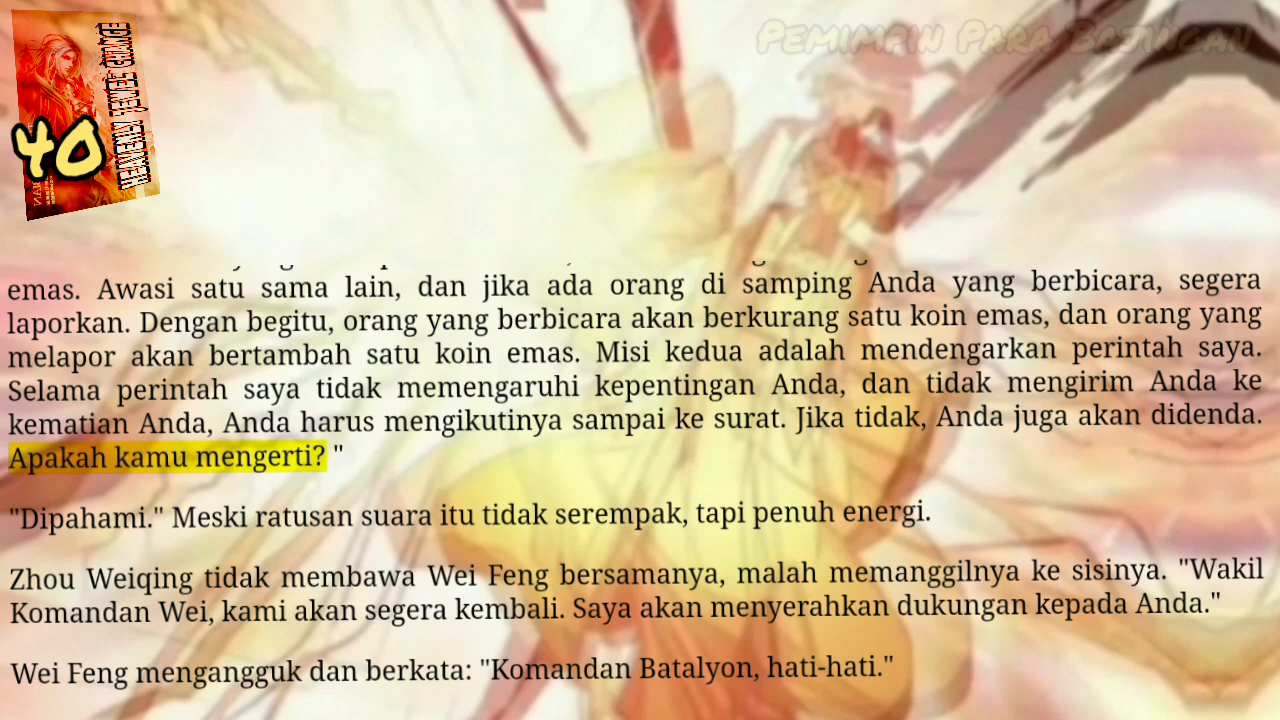 Pemimpin Para Bajingan
40
emas. Awasi satu sama lain, dan jika ada orang di samping Anda yang berbicara, segera
laporkan. Dengan begitu, orang yang berbicara akan berkurang satu koin emas, dan orang yang
melapor akan bertambah satu koin emas. Misi kedua adalah mendengarkan perintah saya.
Selama perintah saya tidak memengaruhi kepentingan Anda, dan tidak mengirim Anda ke
kematian Anda, Anda harus mengikutinya sampai ke surat. Jika tidak, Anda juga akan didenda.
Apakah kamu mengerti? "
"Dipahami." Meski ratusan suara itu tidak serempak, tapi penuh energi.
Zhou Weiqing tidak membawa Wei Feng bersamanya, malah memanggilnya ke sisinya. "Wakil
Komandan Wei, kami akan segera kembali. Saya akan menyerahkan dukungan kepada Anda."
Wei Feng mengangguk dan berkata: "Komandan Batalyon, hati-hati."